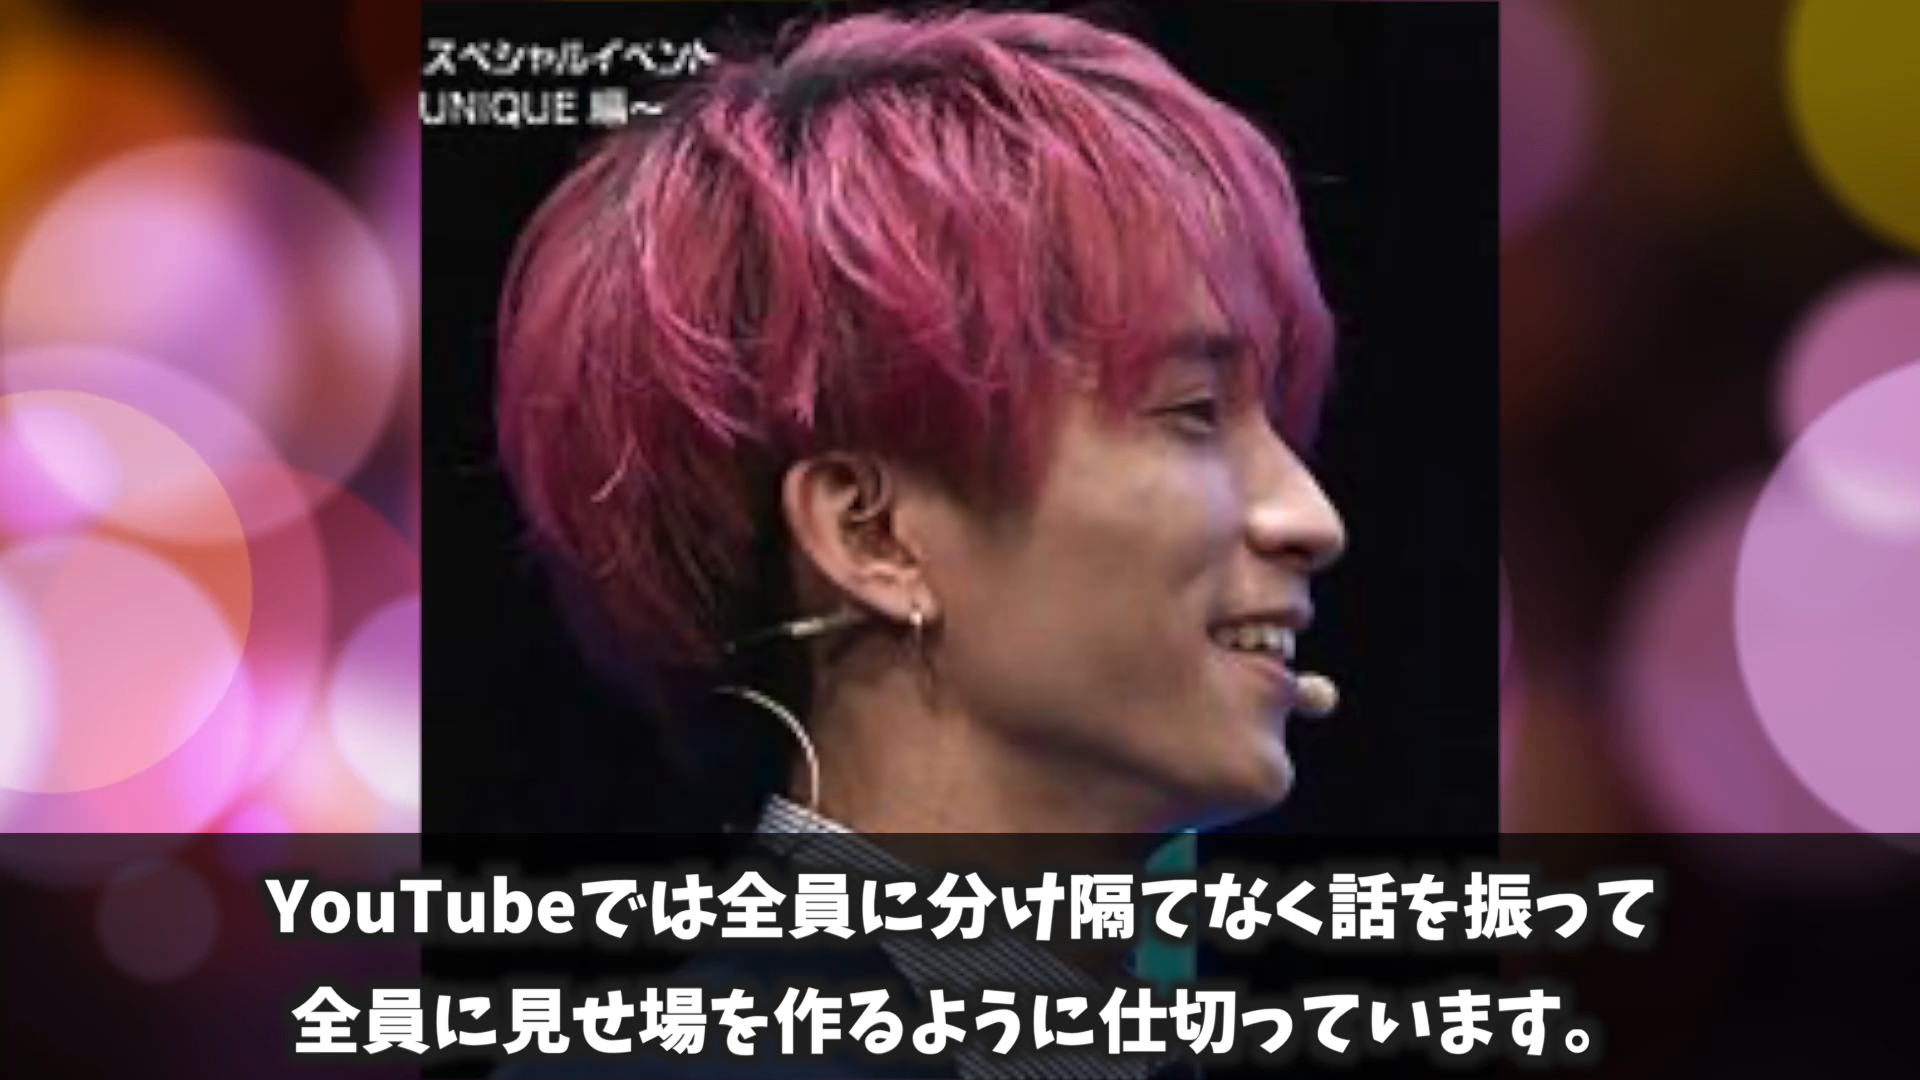 スペシャルイベント
UNIQUE 編〜
YouTubeでは全員に分け隔てなく話を振って
全員に見せ場を作るように仕切っています。